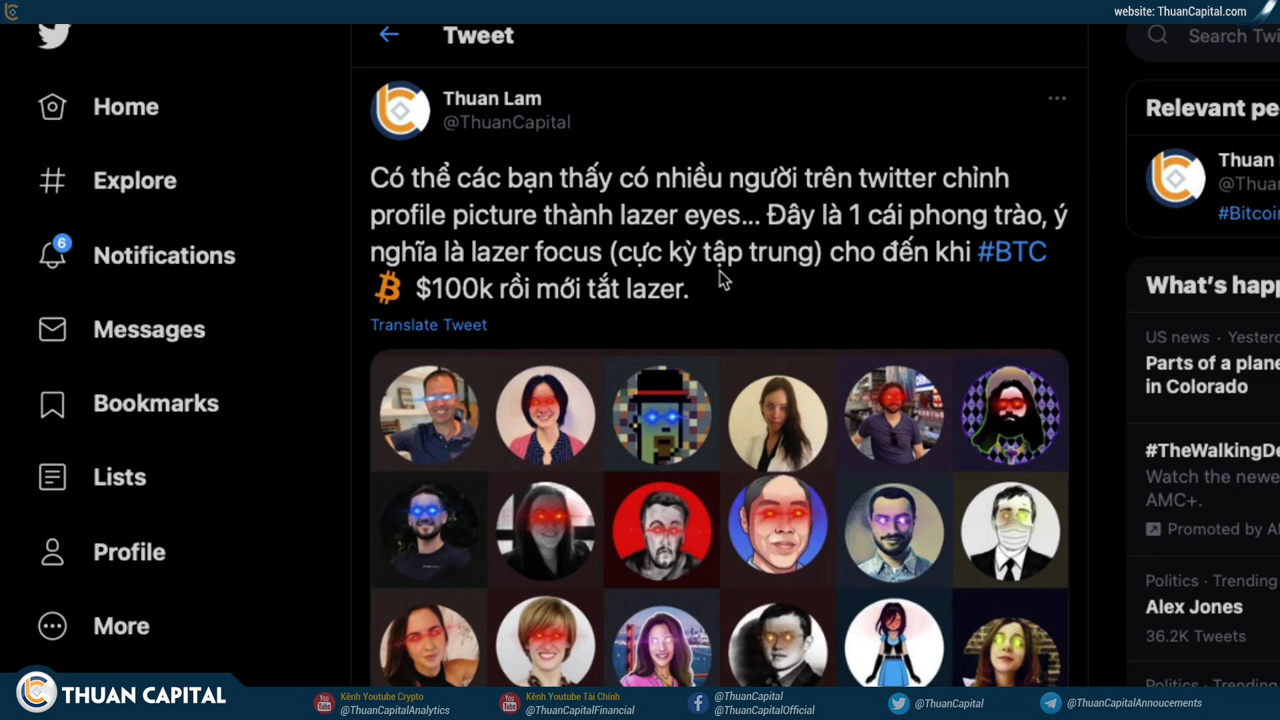 website: ThuanCapital.com
Tweet
Search Twi
Home
Explore
6
Notifications
Messages
Bookmarks
Lists
Profile
More
Thuan Lam
@ThuanCapital
Có thể các bạn thấy có nhiều người trên twitter chỉnh
profile picture thành lazer eyes... Đây là 1 cái phong trào, ý
nghĩa là lazer focus (cực kỳ tập trung) cho đến khi #BTC
$100k rồi mới tắt lazer.
Translate Tweet
Relevant pe
Thuan
@Thua
#Bitcoi
What's happ
US news · Yester
Parts of a plane
in Colorado
#TheWalkingDe
Watch the newe
AMC+.
Promoted by A
Politics · Trending
Alex Jones
36.2K Tweets
Politics · Trending
THUAN CAPITAL
Kênh Youtube Crypto
@ThuanCapitalAnalytics
Kênh Youtube Tài Chính
@ThuanCapitalFinancial
@ThuanCapital
@ThuanCapitalOfficial
@ThuanCapital
@ThuanCapitalAnnoucements